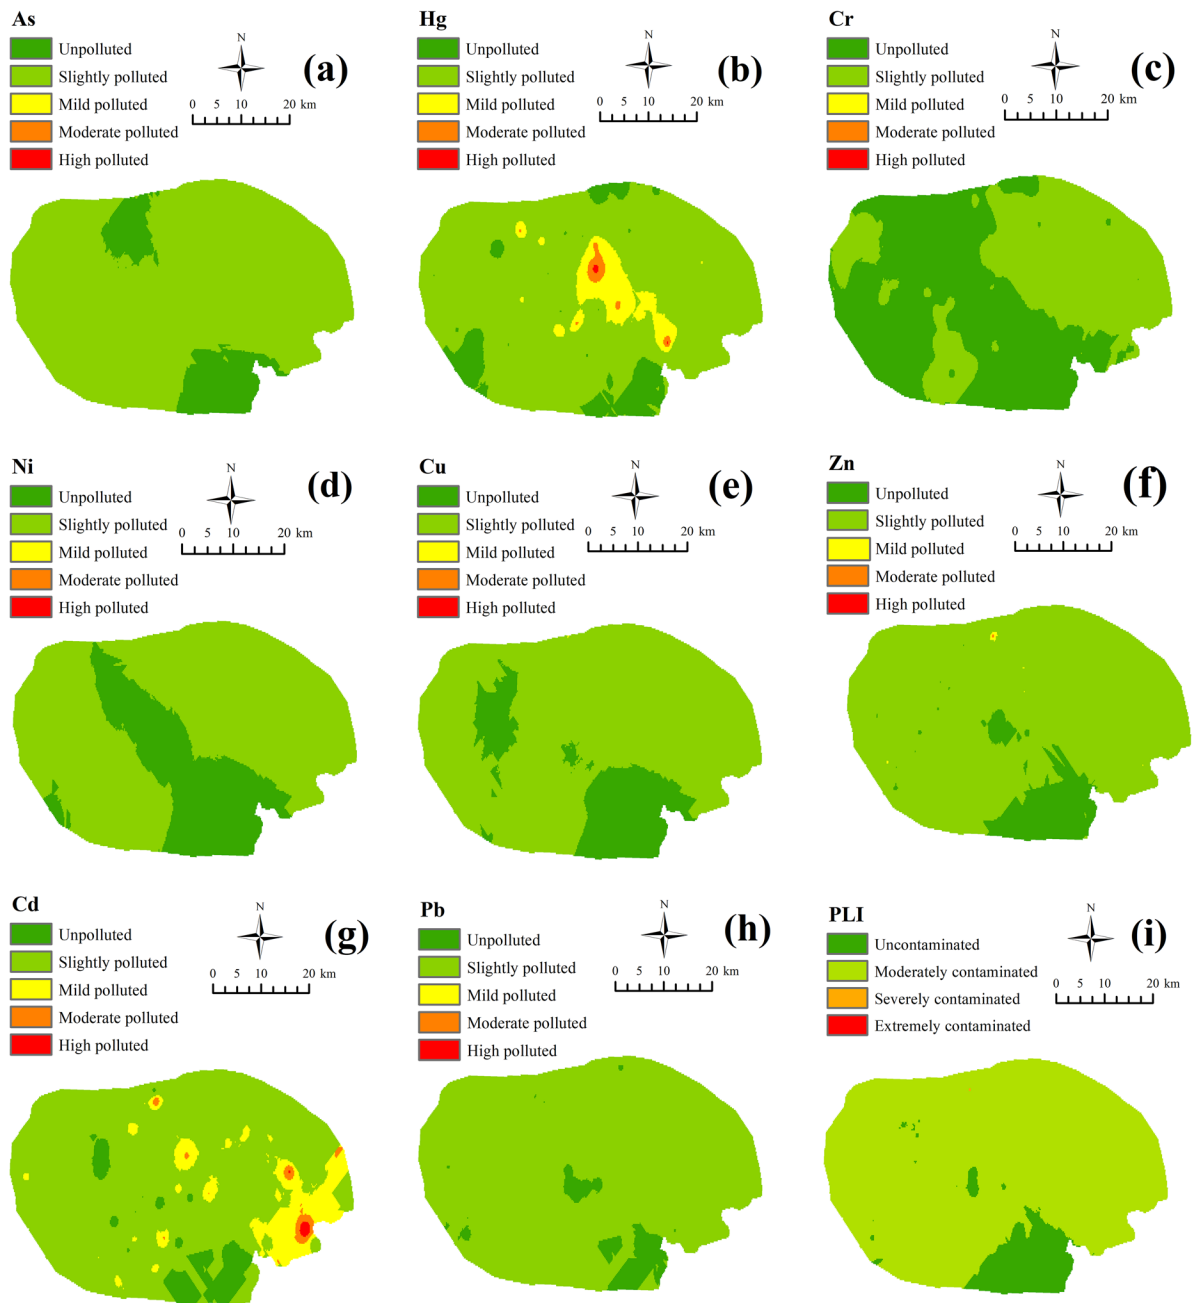 As
Unpolluted
Slightly polluted
Mild polluted
Moderate polluted
High polluted
N
0 5 10 20 km
(a)
Hg
Unpolluted
Slightly polluted
Mild polluted
Moderate polluted
High polluted
N
0 5 10 20 km
(b)
Cr
Unpolluted
Slightly polluted
Mild polluted
Moderate polluted
High polluted
N
0 5 10 20 km
(c)
Ni
Unpolluted
Slightly polluted
Mild polluted
Moderate polluted
High polluted
N
0 5 10 20 km
(d)
Cu
Unpolluted
Slightly polluted
Mild polluted
Moderate polluted
High polluted
N
0 5 10 20 km
(e)
Zn
Unpolluted
Slightly polluted
Mild polluted
Moderate polluted
High polluted
N
0 5 10 20 km
(f)
Cd
Unpolluted
Slightly polluted
Mild polluted
Moderate polluted
High polluted
N
0 5 10 20 km
(g)
Pb
Unpolluted
Slightly polluted
Mild polluted
Moderate polluted
High polluted
N
0 5 10 20 km
(h)
PLI
Uncontaminated
Moderately contaminated
Severely contaminated
Extremely contaminated
N
0 5 10 20 km
(i)